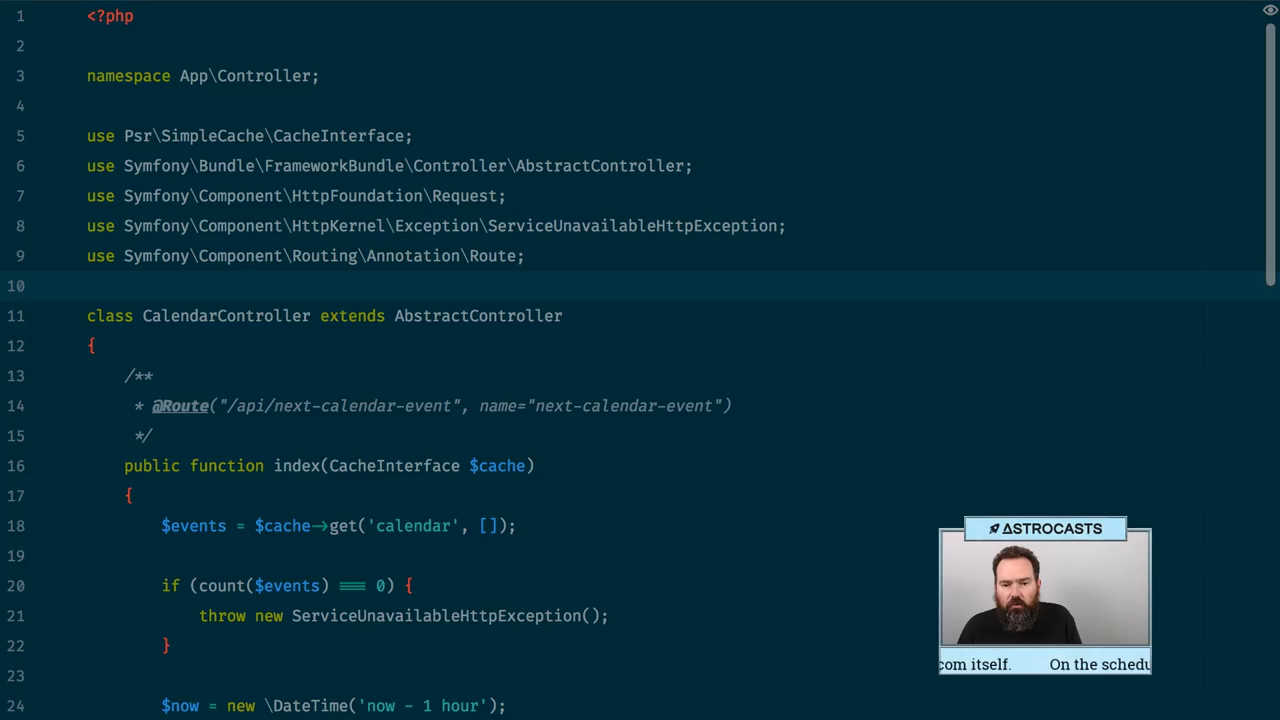 1 <?php
2
3 namespace App\Controller;
4
5 use Psr\SimpleCache\CacheInterface;
6 use Symfony\Bundle\FrameworkBundle\Controller\AbstractController;
7 use Symfony\Component\HttpFoundation\Request;
8 use Symfony\Component\HttpKernel\Exception\ServiceUnavailableHttpException;
9 use Symfony\Component\Routing\Annotation\Route;
10
11 class CalendarController extends AbstractController
12 {
13 /**
14 * @Route("/api/next-calendar-event", name="next-calendar-event")
15 */
16 public function index(CacheInterface $cache)
17 {
18 $events = $cache->get('calendar', []);
19
20 if (count($events) === 0) {
21 throw new ServiceUnavailableHttpException();
22 }
23
24 $now = new \DateTime('now - 1 hour');
ASTROCASTS
com itself. On the schedu